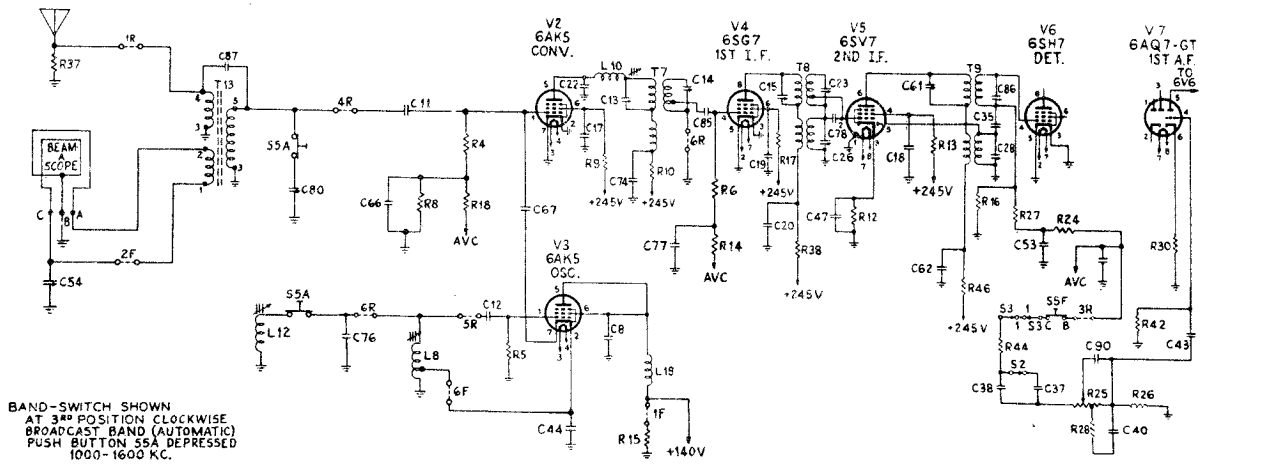 V2
6AK5
CONV.
V4
6SG7
1ST I.F.
V5
6SV7
2ND I.F.
V6
6SH7
DET.
V7
6AQ7-GT
1ST A.F.
TO
6V6
R37
1R
C87
T13
4R
C11
S5A
C80
BEAM-
A
SCOPE
C
B
A
2F
C54
C66
R8
R4
R18
AVC
C67
C22
L10
C13
T7
C14
C17
R9
C74
R10
6R
C85
+245V
+245V
R6
C77
R14
AVC
C15
T8
C23
C19
R17
C20
R38
+245V
C78
C26
C47
R12
C61
C18
R13
+245V
T9
C86
C35
C28
R16
R27
R24
C53
C62
R46
+245V
AVC
R30
R42
C43
V3
6AK5
OSC.
S5A
L12
C76
6R
L8
5R
C12
R5
C8
L19
6F
C44
1F
R15
+140V
S3
1
1
S3
C
S5F
B
3R
R44
S2
C38
C37
C90
R25
R26
R28
C40
BAND-SWITCH SHOWN
AT 3RD POSITION CLOCKWISE
BROADCAST BAND (AUTOMATIC)
PUSH BUTTON S5A DEPRESSED
1000-1600 KC.